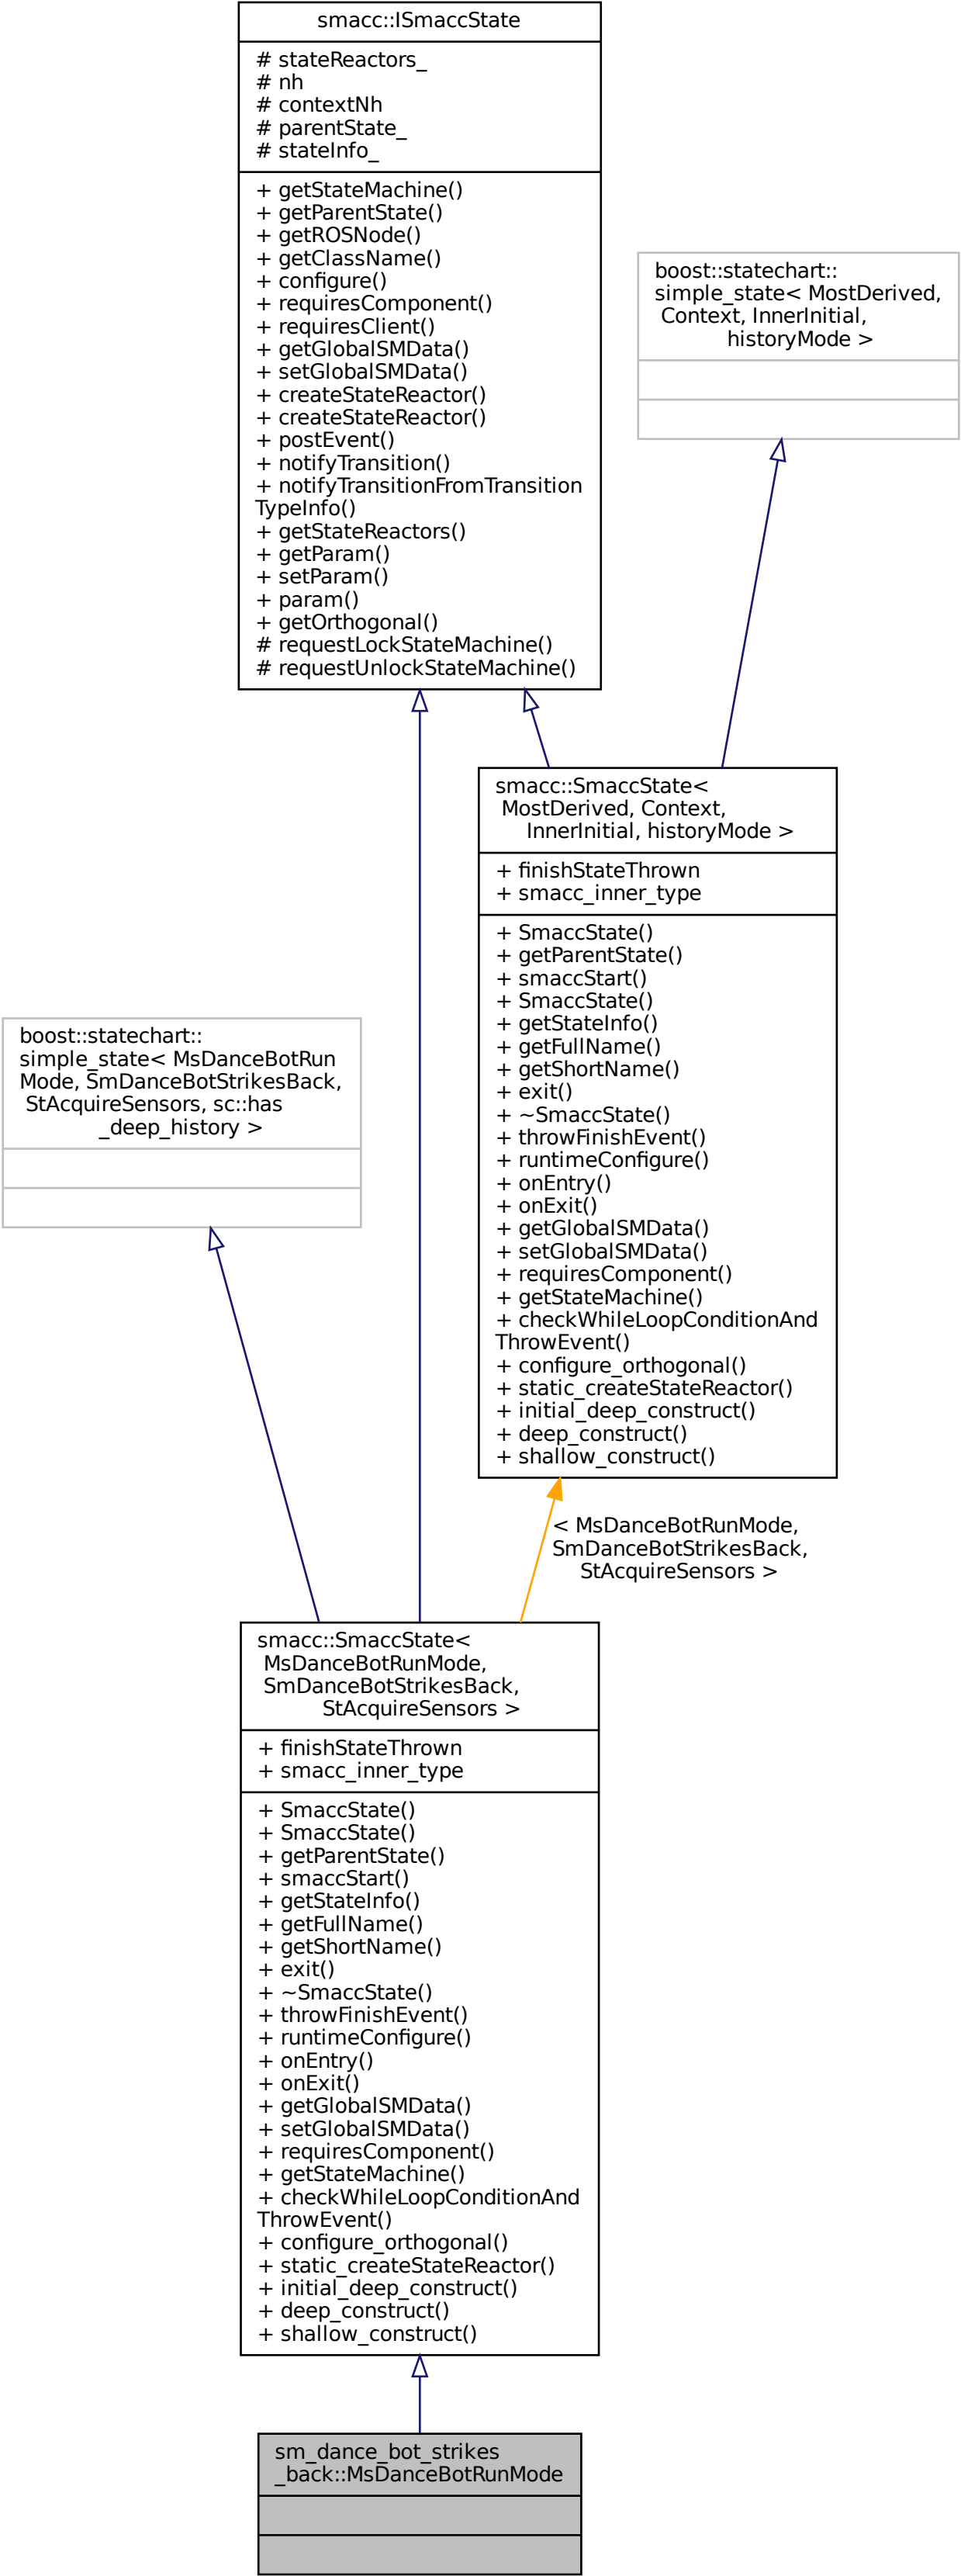 smacc::ISmaccState
# stateReactors_
# nh
# contextNh
# parentState_
# stateInfo_
+ getStateMachine()
+ getParentState()
+ getROSNode()
+ getClassName()
+ configure()
+ requiresComponent()
+ requiresClient()
+ getGlobalSMData()
+ setGlobalSMData()
+ createStateReactor()
+ createStateReactor()
+ postEvent()
+ notifyTransition()
+ notifyTransitionFromTransition
TypeInfo()
+ getStateReactors()
+ getParam()
+ setParam()
+ param()
+ getOrthogonal()
# requestLockStateMachine()
# requestUnlockStateMachine()
boost::statechart::
simple_state< MostDerived,
Context, InnerInitial,
historyMode >
smacc::SmaccState<
MostDerived, Context,
InnerInitial, historyMode >
+ finishStateThrown
+ smacc_inner_type
+ SmaccState()
+ getParentState()
+ smaccStart()
+ SmaccState()
+ getStateInfo()
+ getFullName()
+ getShortName()
+ exit()
+ ~SmaccState()
+ throwFinishEvent()
+ runtimeConfigure()
+ onEntry()
+ onExit()
+ getGlobalSMData()
+ setGlobalSMData()
+ requiresComponent()
+ getStateMachine()
+ checkWhileLoopConditionAnd
ThrowEvent()
+ configure_orthogonal()
+ static_createStateReactor()
+ initial_deep_construct()
+ deep_construct()
+ shallow_construct()
boost::statechart::
simple_state< MsDanceBotRun
Mode, SmDanceBotStrikesBack,
StAcquireSensors, sc::has
_deep_history >
< MsDanceBotRunMode,
SmDanceBotStrikesBack,
StAcquireSensors >
smacc::SmaccState<
MsDanceBotRunMode,
SmDanceBotStrikesBack,
StAcquireSensors >
+ finishStateThrown
+ smacc_inner_type
+ SmaccState()
+ SmaccState()
+ getParentState()
+ smaccStart()
+ getStateInfo()
+ getFullName()
+ getShortName()
+ exit()
+ ~SmaccState()
+ throwFinishEvent()
+ runtimeConfigure()
+ onEntry()
+ onExit()
+ getGlobalSMData()
+ setGlobalSMData()
+ requiresComponent()
+ getStateMachine()
+ checkWhileLoopConditionAnd
ThrowEvent()
+ configure_orthogonal()
+ static_createStateReactor()
+ initial_deep_construct()
+ deep_construct()
+ shallow_construct()
sm_dance_bot_strikes
_back::MsDanceBotRunMode